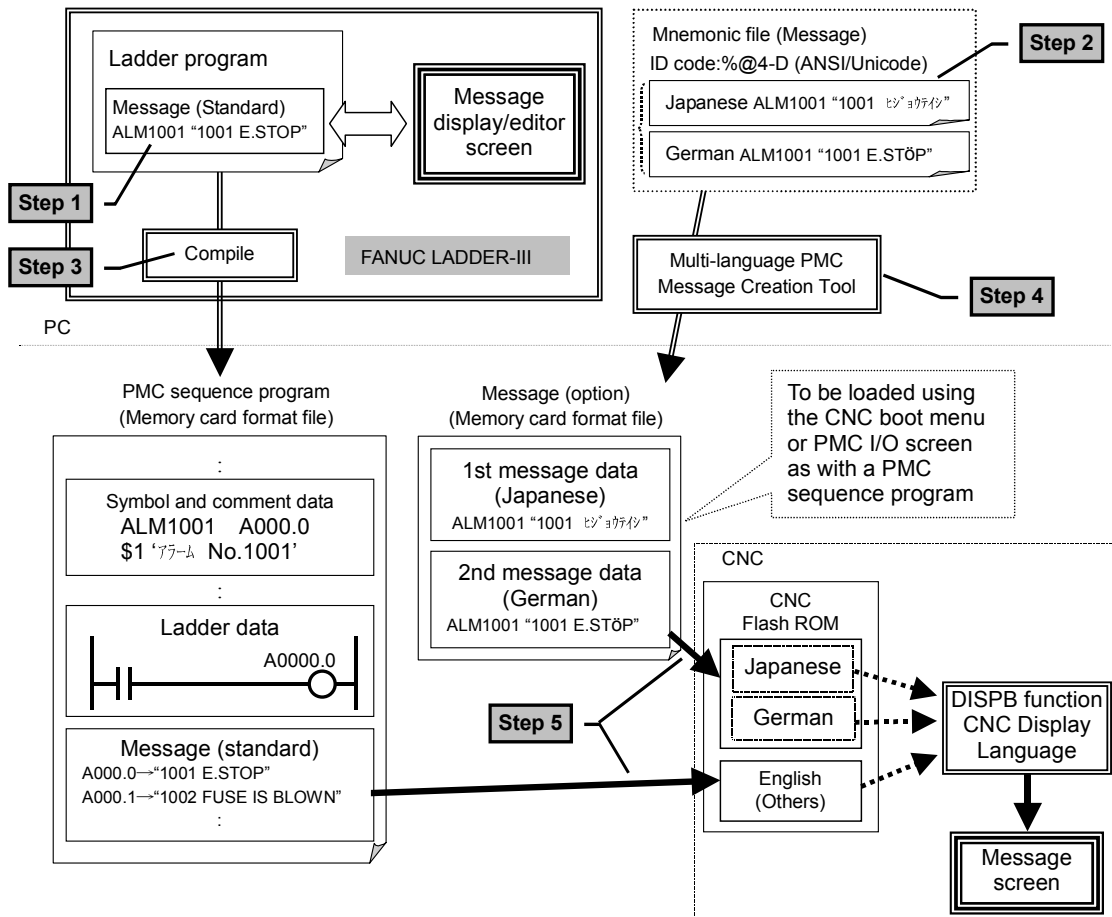 Ladder program
Message (Standard)
ALM1001 “1001 E.STOP”
Message
display/editor
screen
Step 1
Step 3
Compile
FANUC LADDER-III
PC
Mnemonic file (Message)
ID code:%@4-D (ANSI/Unicode)
Step 2
Japanese ALM1001 “1001 ﾋｼﾞｮｳﾃｲｼ”
German ALM1001 “1001 E.STÖP”
Multi-language PMC
Message Creation Tool
Step 4
PMC sequence program
(Memory card format file)
:
Symbol and comment data
ALM1001 A000.0
$1 ‘ｱﾗｰﾑ No.1001’
:
Ladder data
A0000.0
Message (standard)
A000.0→“1001 E.STOP”
A000.1→“1002 FUSE IS BLOWN”
:
Message (option)
(Memory card format file)
1st message data
(Japanese)
ALM1001 “1001 ﾋｼﾞｮｳﾃｲｼ”
2nd message data
(German)
ALM1001 “1001 E.STÖP”
To be loaded using
the CNC boot menu
or PMC I/O screen
as with a PMC
sequence program
Step 5
CNC
CNC
Flash ROM
Japanese
German
English
(Others)
DISPB function
CNC Display
Language
Message
screen